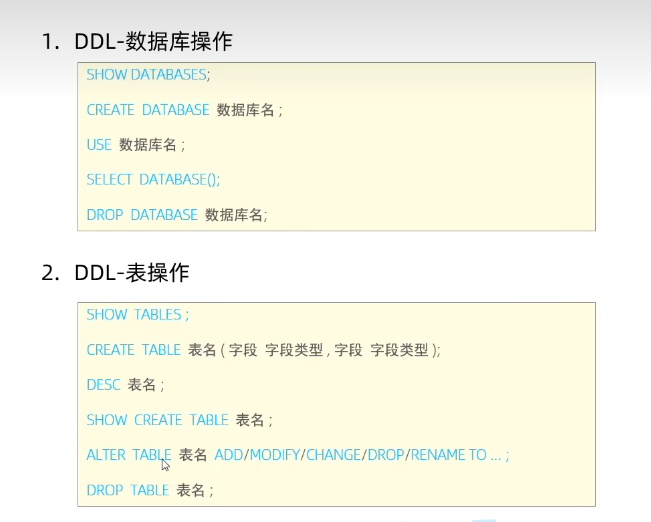 1. DDL-数据库操作
SHOW DATABASES;
CREATE DATABASE 数据库名 ;
USE 数据库名 ;
SELECT DATABASE();
DROP DATABASE 数据库名;
2. DDL-表操作
SHOW TABLES ;
CREATE TABLE 表名 ( 字段 字段类型 , 字段 字段类型 );
DESC 表名 ;
SHOW CREATE TABLE 表名 ;
ALTER TABLE 表名 ADD/MODIFY/CHANGE/DROP/RENAME TO ... ;
DROP TABLE 表名 ;